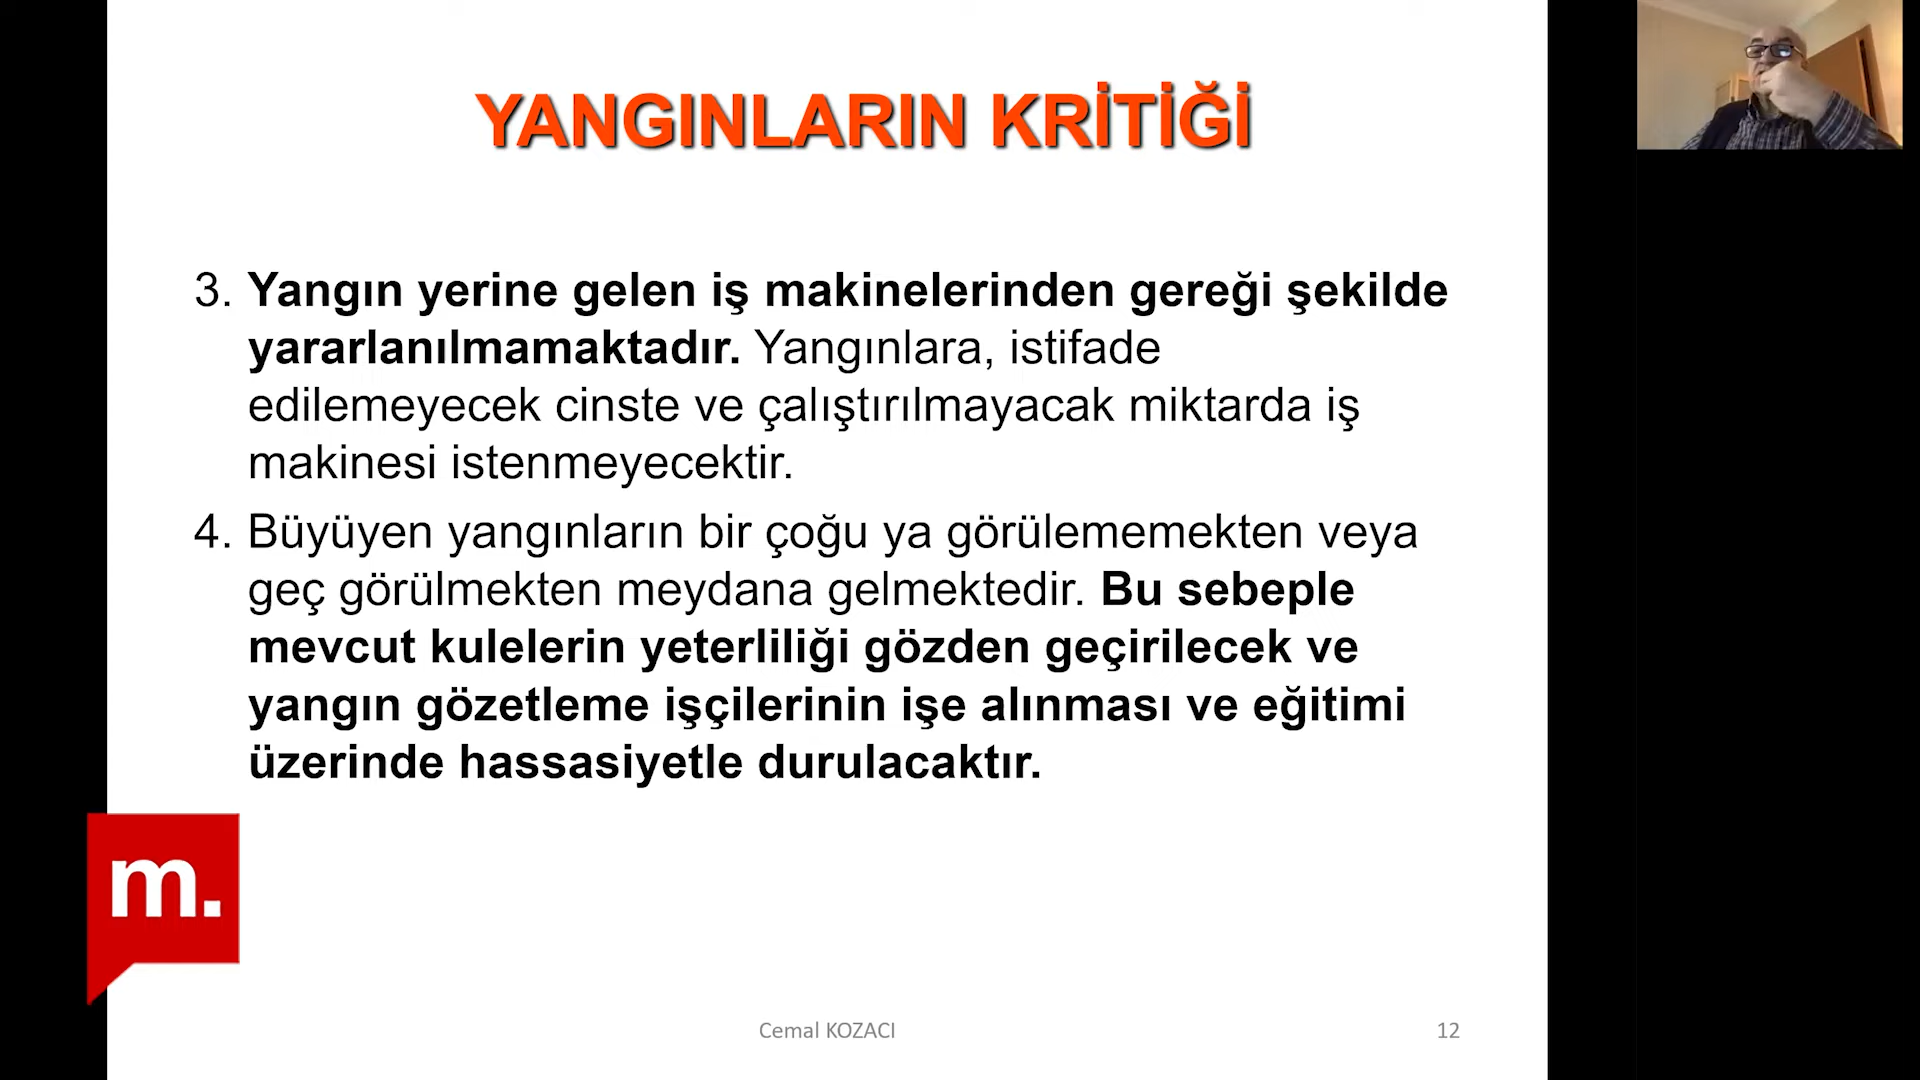 YANGINLARIN KRİTİĞİ
3. Yangın yerine gelen iş makinelerinden gereği şekilde
yararlanılmamaktadır. Yangınlara, istifade
edilemeyecek cinste ve çalıştırılmayacak miktarda iş
makinesi istenmeyecektir.
4. Büyüyen yangınların bir çoğu ya görülememekten veya
geç görülmekten meydana gelmektedir. Bu sebeple
mevcut kulelerin yeterliliği gözden geçirilecek ve
yangın gözetleme işçilerinin işe alınması ve eğitimi
üzerinde hassasiyetle durulacaktır.
m.
Cemal KOZACI
12